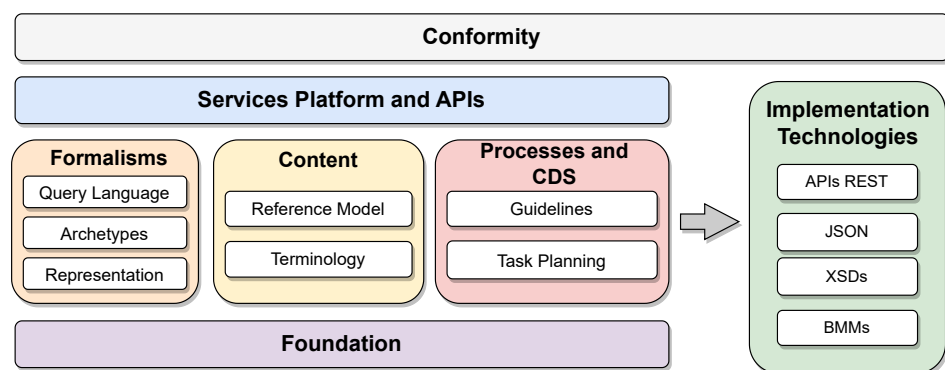 Conformity
Services Platform and APIs
Formalisms
Query Language
Archetypes
Representation
Content
Reference Model
Terminology
Processes and
CDS
Guidelines
Task Planning
Foundation
Implementation
Technologies
APIs REST
JSON
XSDs
BMMs